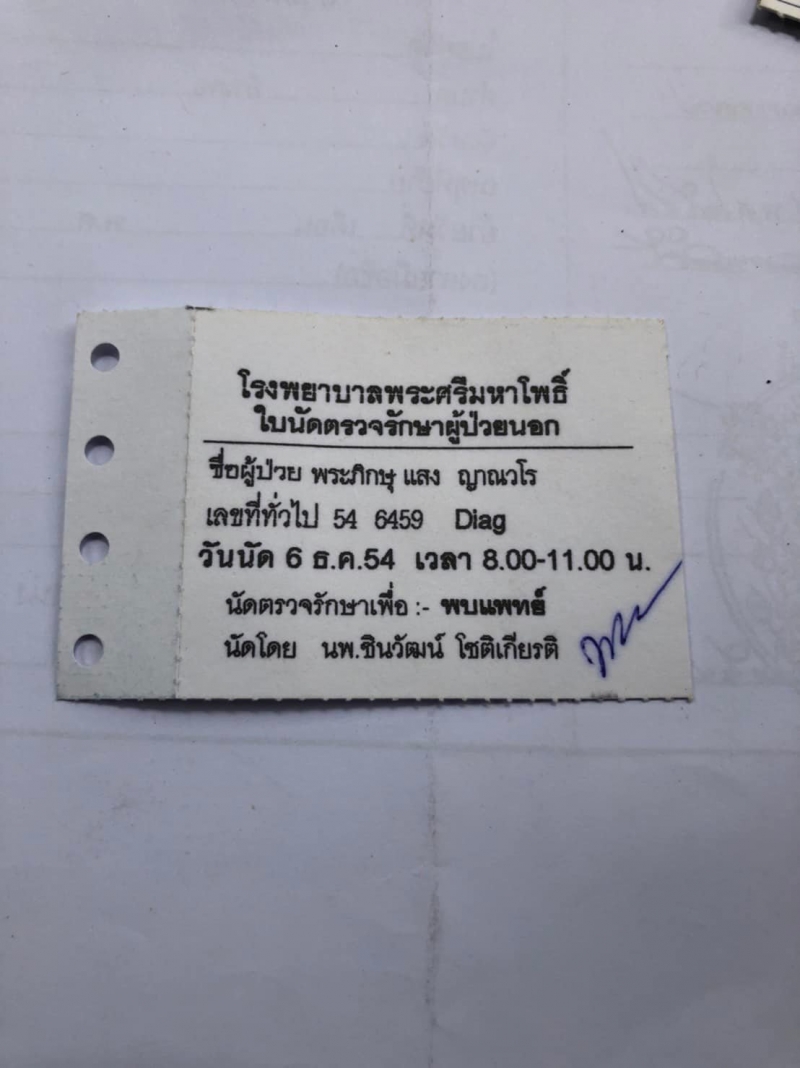 โรงพยาบาลพระศรีมหาโพธิ์
ใบนัดตรวจรักษาผู้ป่วยนอก
ชื่อผู้ป่วย พระภิกษุ แสง ญาณวโร
เลขที่ทั่วไป 54 6459 Diag
วันนัด 6 ธ.ค.54 เวลา 8.00-11.00 น.
นัดตรวจรักษาเพื่อ :- พบแพทย์
นัดโดย นพ.ชินวัฒน์ โชติเกียรติ